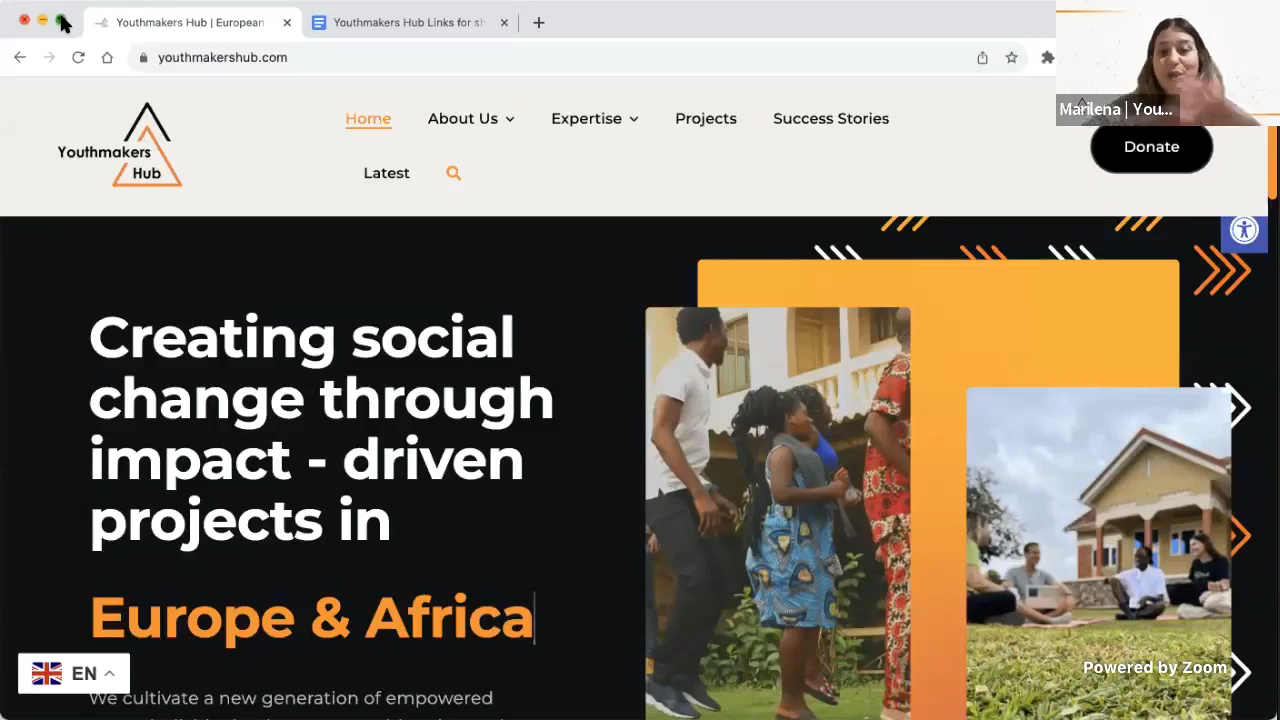 Youthmakers Hub | European
Youthmakers Hub Links for sh
youthmakershub.com
Marilena | You...
Youthmakers
Hub
Home
About Us
Expertise
Projects
Success Stories
Donate
Latest
Creating social
change through
impact - driven
projects in
Europe & Africa
EN
We cultivate a new generation of empowered
Powered by Zoom